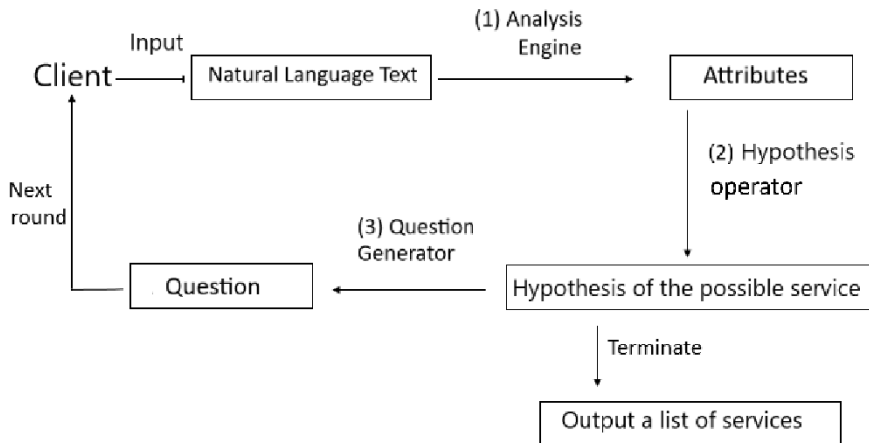 (1) Analysis
Engine
Input
Client
Natural Language Text
Attributes
(2) Hypothesis
operator
Next
round
(3) Question
Generator
Question
Hypothesis of the possible service
Terminate
Output a list of services